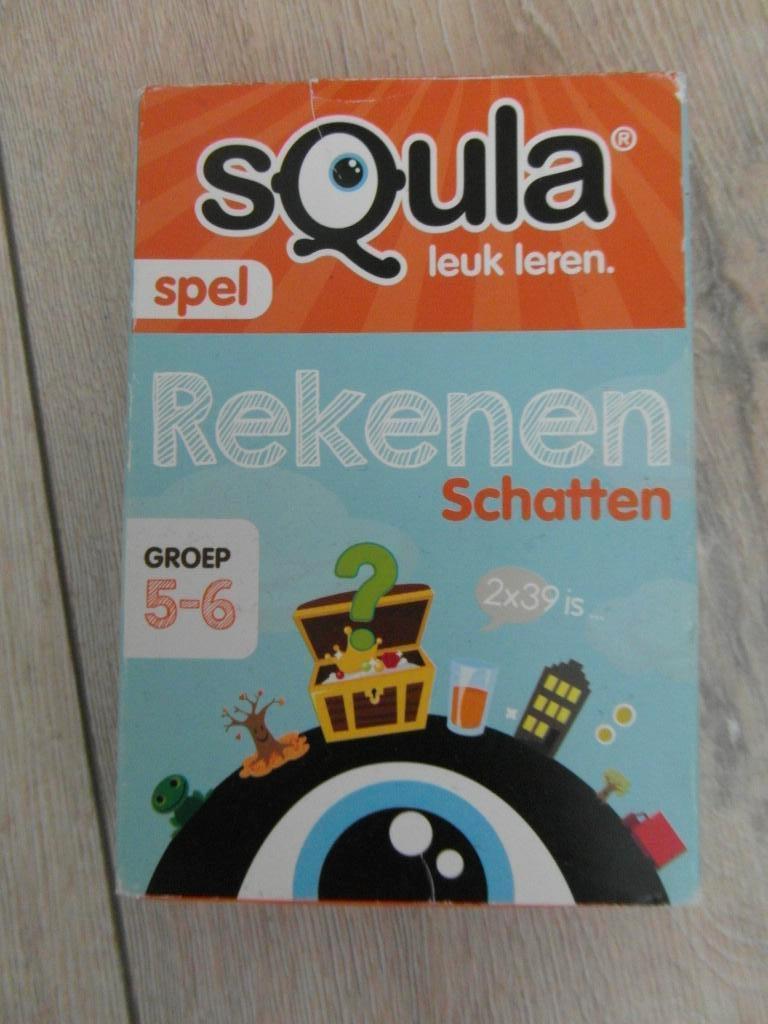 sQula®
leuk leren.
spel
Rekenen
Schatten
GROEP
5-6
2x39 is ...